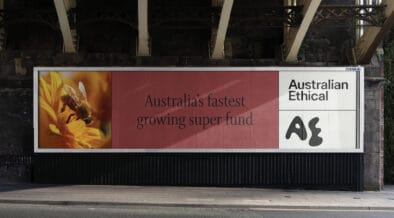 Australia's fastest
growing super fund
Australian
Ethical
AE